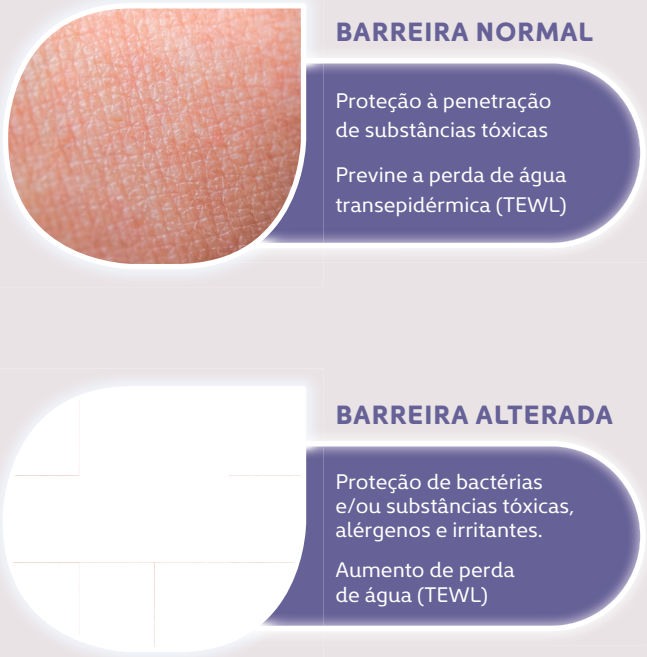 BARREIRA NORMAL
Proteção à penetração
de substâncias tóxicas
Previne a perda de água
transepidérmica (TEWL)
BARREIRA ALTERADA
Proteção de bactérias
e/ou substâncias tóxicas,
alérgenos e irritantes.
Aumento de perda
de água (TEWL)